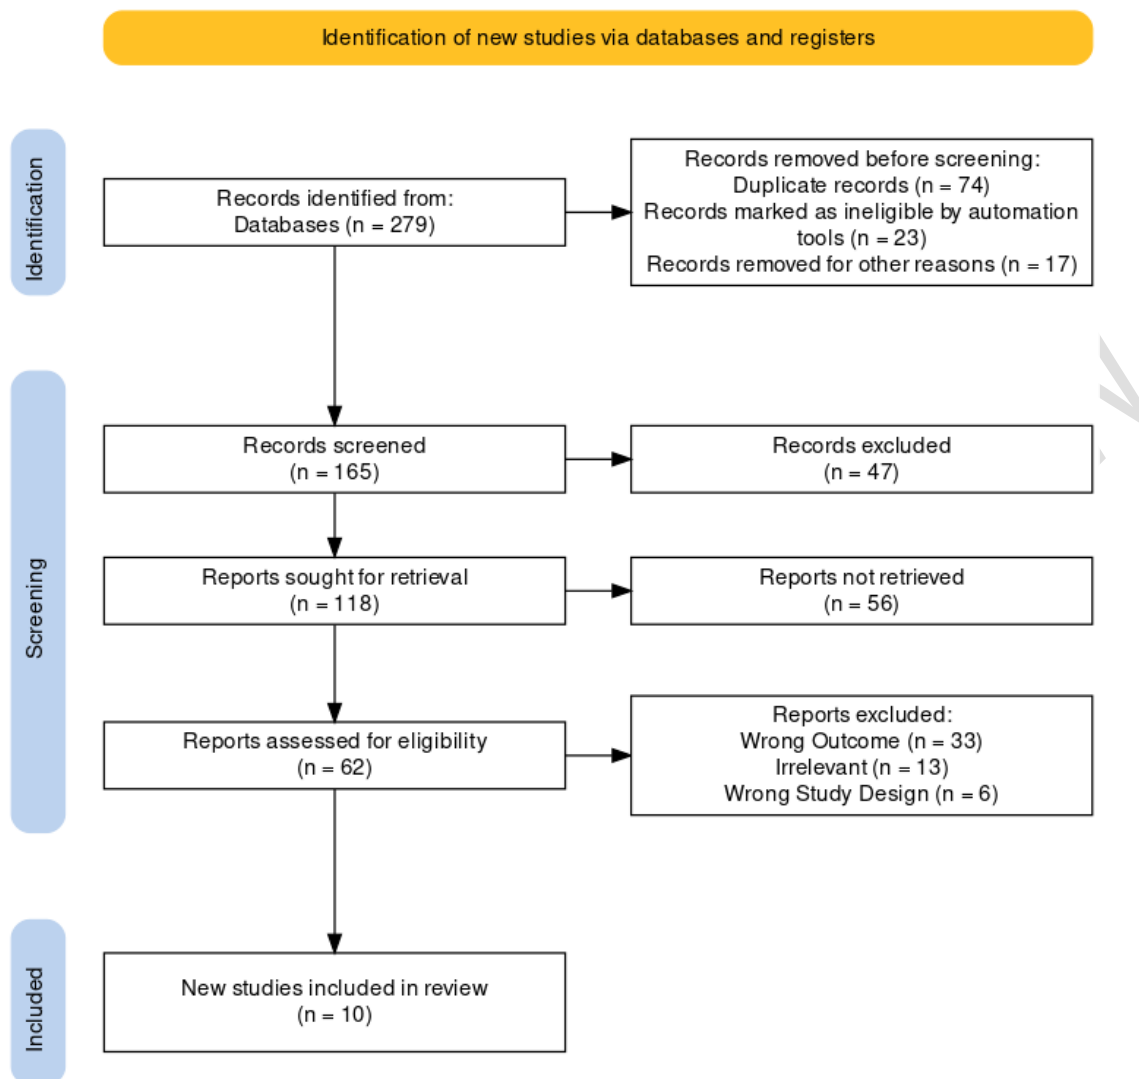 Identification of new studies via databases and registers
Identification
Records identified from:
Databases (n = 279)
Records removed before screening:
Duplicate records (n = 74)
Records marked as ineligible by automation
tools (n = 23)
Records removed for other reasons (n = 17)
Screening
Records screened
(n = 165)
Records excluded
(n = 47)
Reports sought for retrieval
(n = 118)
Reports not retrieved
(n = 56)
Reports assessed for eligibility
(n = 62)
Reports excluded:
Wrong Outcome (n = 33)
Irrelevant (n = 13)
Wrong Study Design (n = 6)
Included
New studies included in review
(n = 10)